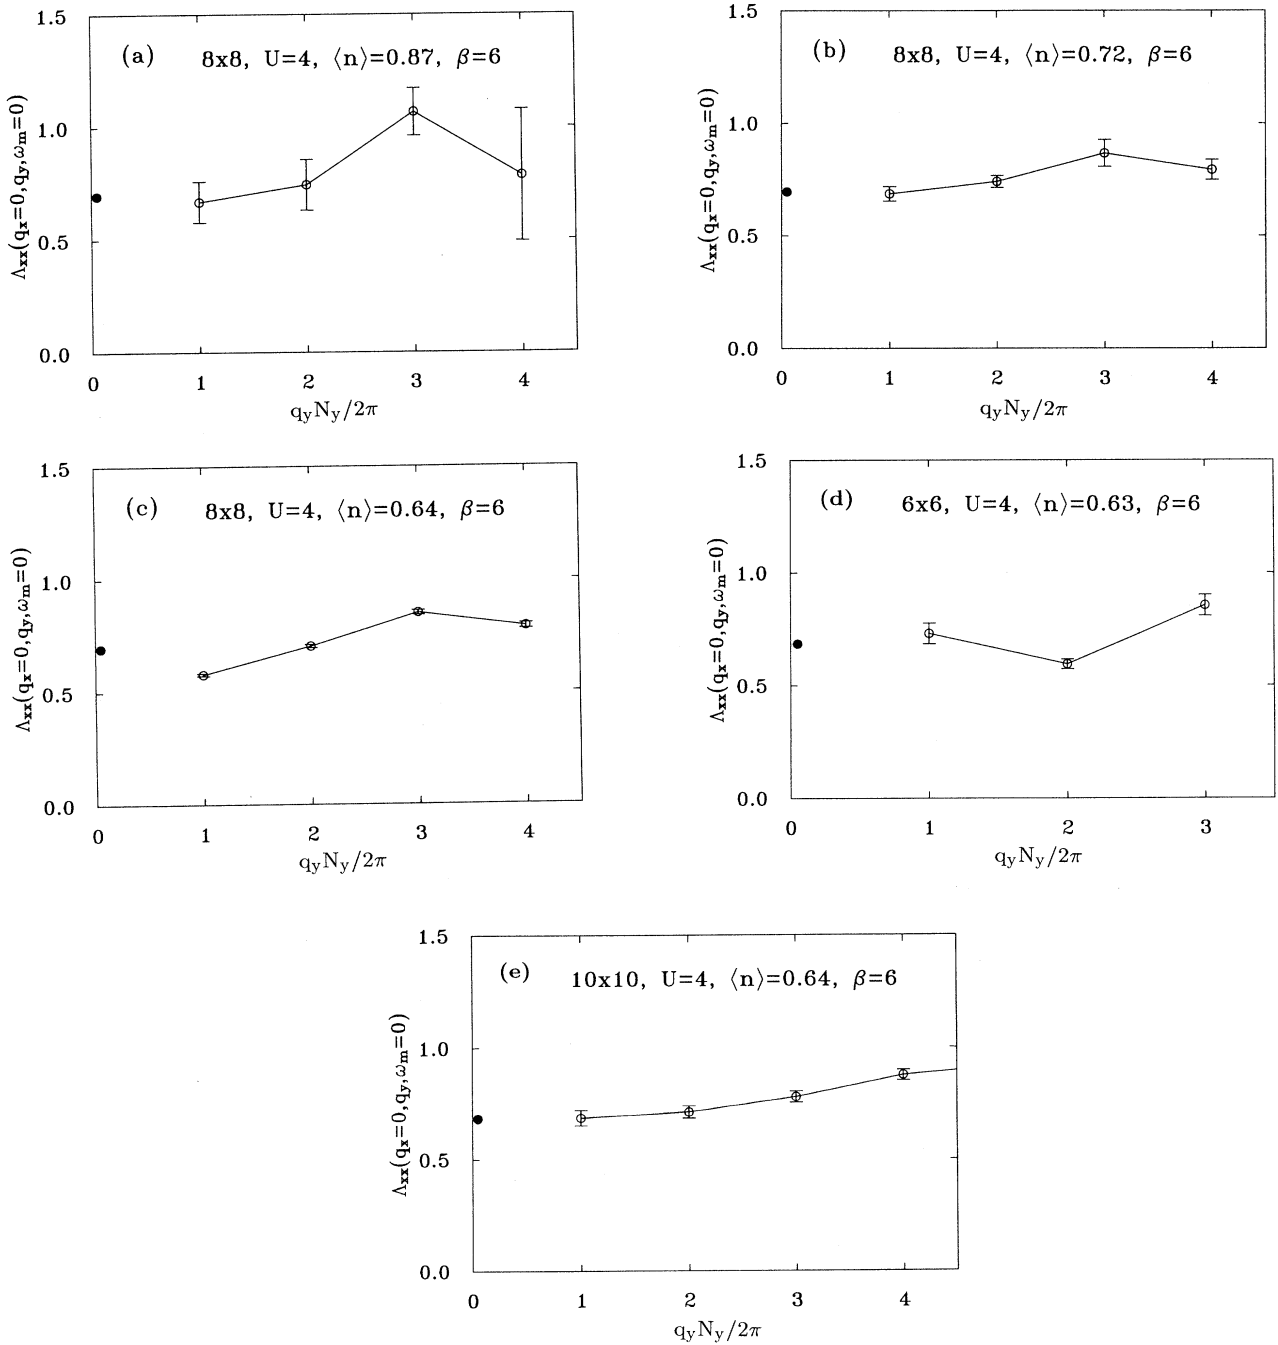 (a) 8x8, U=4, ⟨n⟩=0.87, β=6
Λxx(qx=0,qy,ωm=0)
1.5
1.0
0.5
0.0
0 1 2 3 4
qyNy/2π
(b) 8x8, U=4, ⟨n⟩=0.72, β=6
Λxx(qx=0,qy,ωm=0)
1.5
1.0
0.5
0.0
0 1 2 3 4
qyNy/2π
(c) 8x8, U=4, ⟨n⟩=0.64, β=6
Λxx(qx=0,qy,ωm=0)
1.5
1.0
0.5
0.0
0 1 2 3 4
qyNy/2π
(d) 6x6, U=4, ⟨n⟩=0.63, β=6
Λxx(qx=0,qy,ωm=0)
1.5
1.0
0.5
0.0
0 1 2 3
qyNy/2π
(e) 10x10, U=4, ⟨n⟩=0.64, β=6
Λxx(qx=0,qy,ωm=0)
1.5
1.0
0.5
0.0
0 1 2 3 4
qyNy/2π